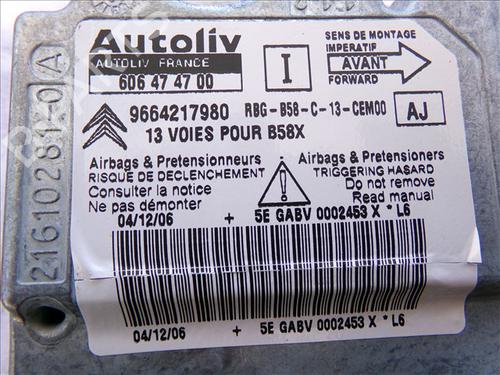 Autoliv
AUTOLIV FRANCE
606 47 47 00
I
SENS DE MONTAGE
IMPERATIF
AVANT
FORWARD
9664217980
RBG-B58-C-13-CEM00
AJ
13 VOIES POUR B58X
Airbags & Pretensionneurs
RISQUE DE DECLENCHEMENT
Consulter la notice
Ne pas démonter
Airbags & Pretensioners
TRIGGERING HASARD
Do not remove
Read manual
04/12/06 + 5E GABV 0002453 X * L6
04/12/06 + 5E GABV 0002453 X * L6
21610281-0 A